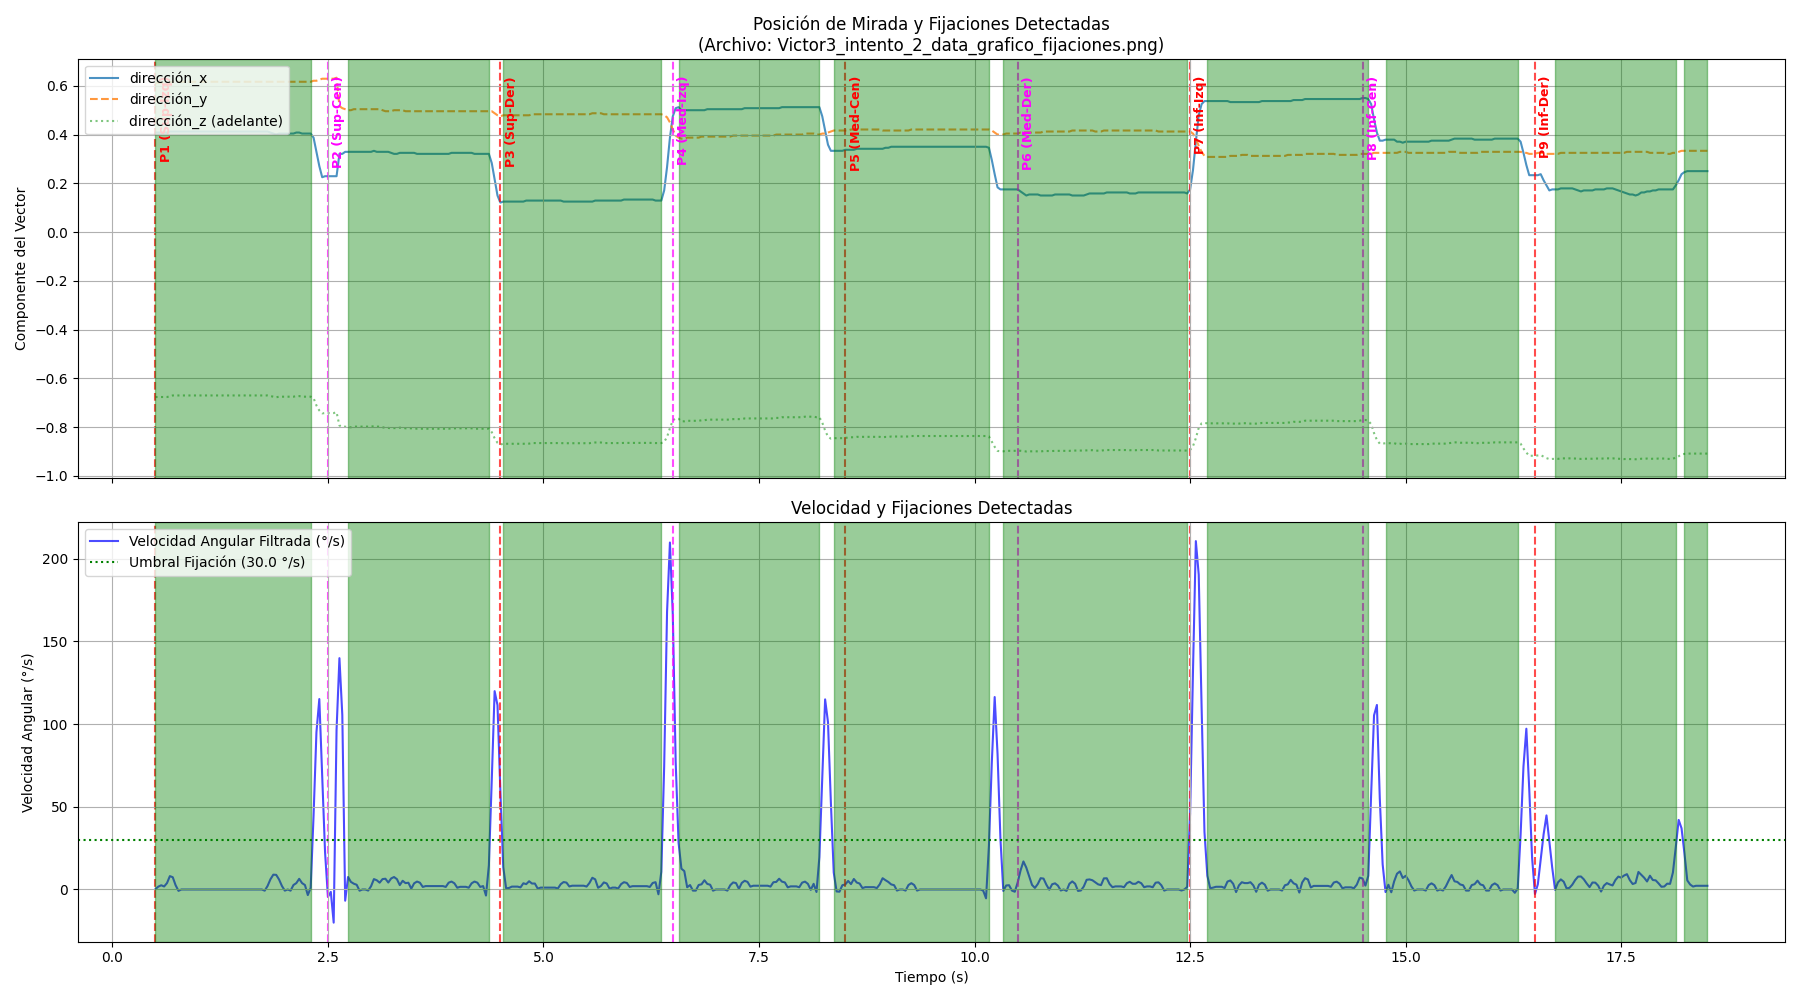 Posición de Mirada y Fijaciones Detectadas
(Archivo: Victor3_intento_2_data_grafico_fijaciones.png)
dirección_x
dirección_y
dirección_z (adelante)
P1 (Sup-Izq)
P2 (Sup-Cen)
P3 (Sup-Der)
P4 (Med-Izq)
P5 (Med-Cen)
P6 (Med-Der)
P7 (Inf-Izq)
P8 (Inf-Cen)
P9 (Inf-Der)
Componente del Vector
0.6
0.4
0.2
0.0
−0.2
−0.4
−0.6
−0.8
−1.0
Velocidad y Fijaciones Detectadas
Velocidad Angular Filtrada (°/s)
Umbral Fijación (30.0 °/s)
Velocidad Angular (°/s)
200
150
100
50
0
0.0 2.5 5.0 7.5 10.0 12.5 15.0 17.5
Tiempo (s)